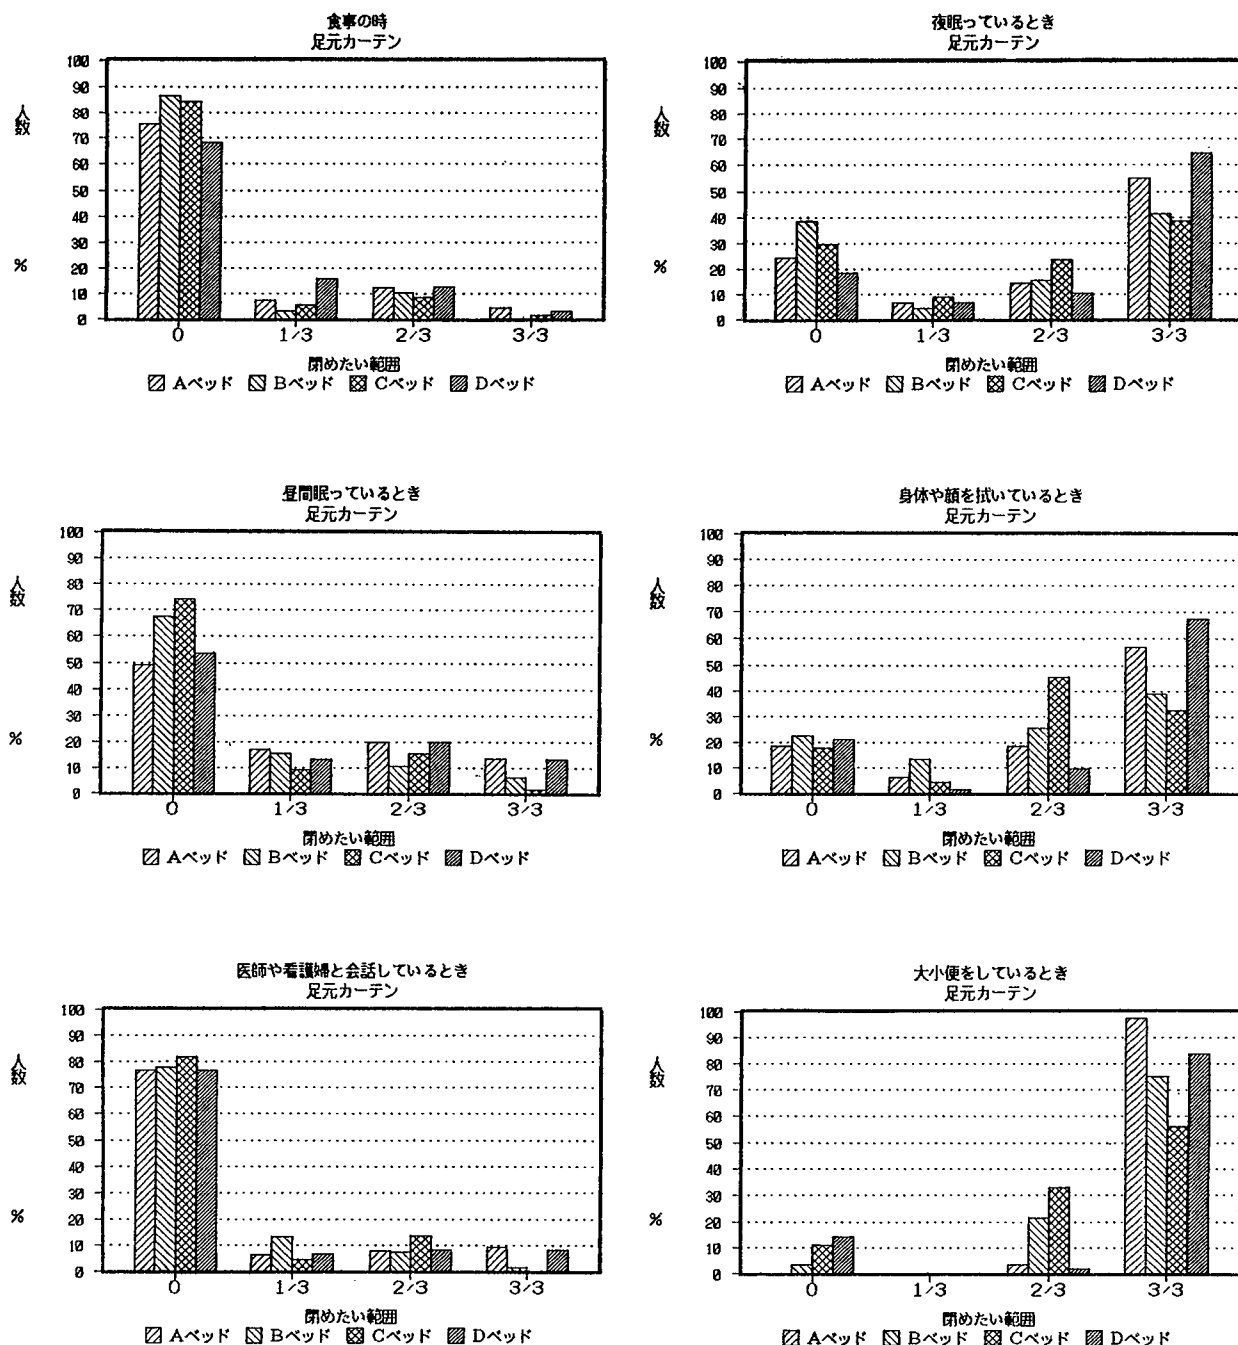 食事の時
足元カーテン
人数
%
100
90
80
70
60
50
40
30
20
10
0
0 1/3 2/3 3/3
閉めたい範囲
Aベッド Bベッド Cベッド Dベッド
夜眠っているとき
足元カーテン
人数
%
100
90
80
70
60
50
40
30
20
10
0
0 1/3 2/3 3/3
閉めたい範囲
Aベッド Bベッド Cベッド Dベッド
昼間眠っているとき
足元カーテン
人数
%
100
90
80
70
60
50
40
30
20
10
0
0 1/3 2/3 3/3
閉めたい範囲
Aベッド Bベッド Cベッド Dベッド
身体や顔を拭いているとき
足元カーテン
人数
%
100
90
80
70
60
50
40
30
20
10
0
0 1/3 2/3 3/3
閉めたい範囲
Aベッド Bベッド Cベッド Dベッド
医師や看護婦と会話しているとき
足元カーテン
人数
%
100
90
80
70
60
50
40
30
20
10
0
0 1/3 2/3 3/3
閉めたい範囲
Aベッド Bベッド Cベッド Dベッド
大小便をしているとき
足元カーテン
人数
%
100
90
80
70
60
50
40
30
20
10
0
0 1/3 2/3 3/3
閉めたい範囲
Aベッド Bベッド Cベッド Dベッド